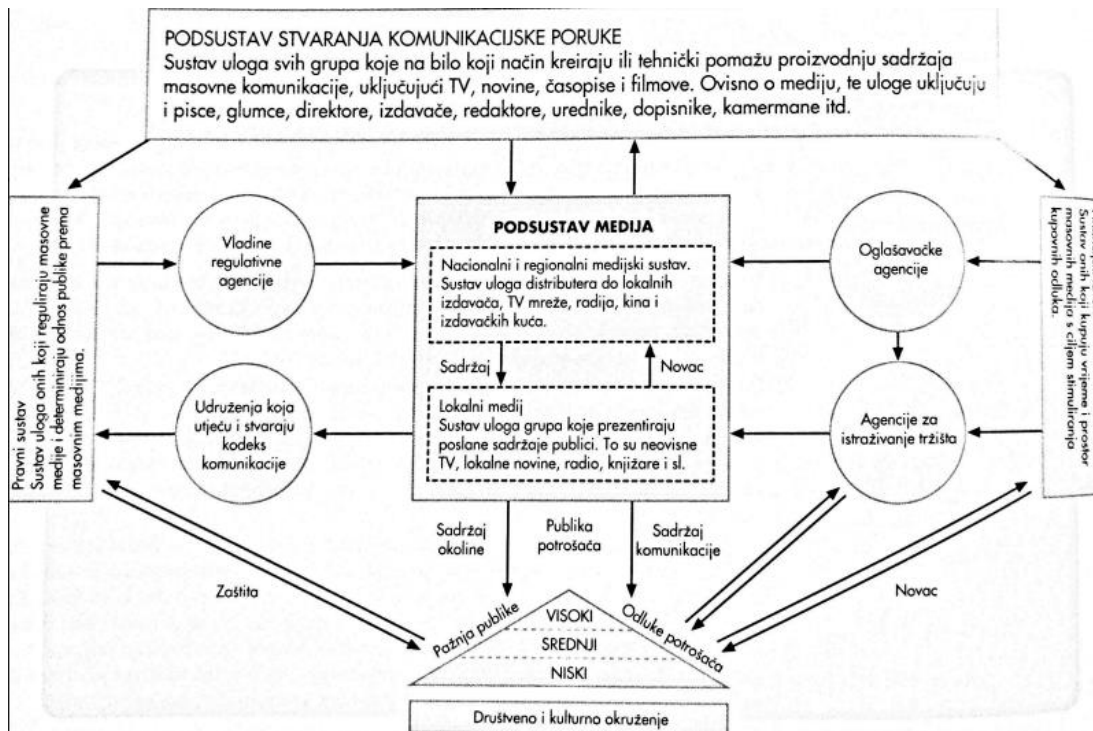 PODSUSTAV STVARANJA KOMUNIKACIJSKE PORUKE
Sustav uloga svih grupa koje na bilo koji način kreiraju ili tehnički pomažu proizvodnju sadržaja
masovne komunikacije, uključujući TV, novine, časopise i filmove. Ovisno o mediju, te uloge uključuju
i pisce, glumce, direktore, izdavače, redaktore, urednike, dopisnike, kamermane itd.
Pravni sustav
Sustav uloga onih koji reguliraju masovne
medije i determiniraju odnos publike prema
masovnim medijima.
Vladine
regulativne
agencije
Udruženja koja
utječu i stvaraju
kodeks
komunikacije
PODSUSTAV MEDIJA
Nacionalni i regionalni medijski sustav.
Sustav uloga distributera do lokalnih
izdavača, TV mreže, radija, kina i
izdavačkih kuća.
Sadržaj
Novac
Lokalni medij
Sustav uloga grupa koje prezentiraju
poslane sadržaje publici. To su neovisne
TV, lokalne novine, radio, knjižare i sl.
Oglašavačke
agencije
Agencije za
istraživanje tržišta
Sustav onih koji kupuju vrijeme i prostor
masovnih medija s ciljem stimuliranja
kupovnih odluka.
Sadržaj
okoline
Publika
potrošača
Sadržaj
komunikacije
Zaštita
Novac
Pažnja publike
Odluke potrošača
VISOKI
SREDNJI
NISKI
Društveno i kulturno okruženje